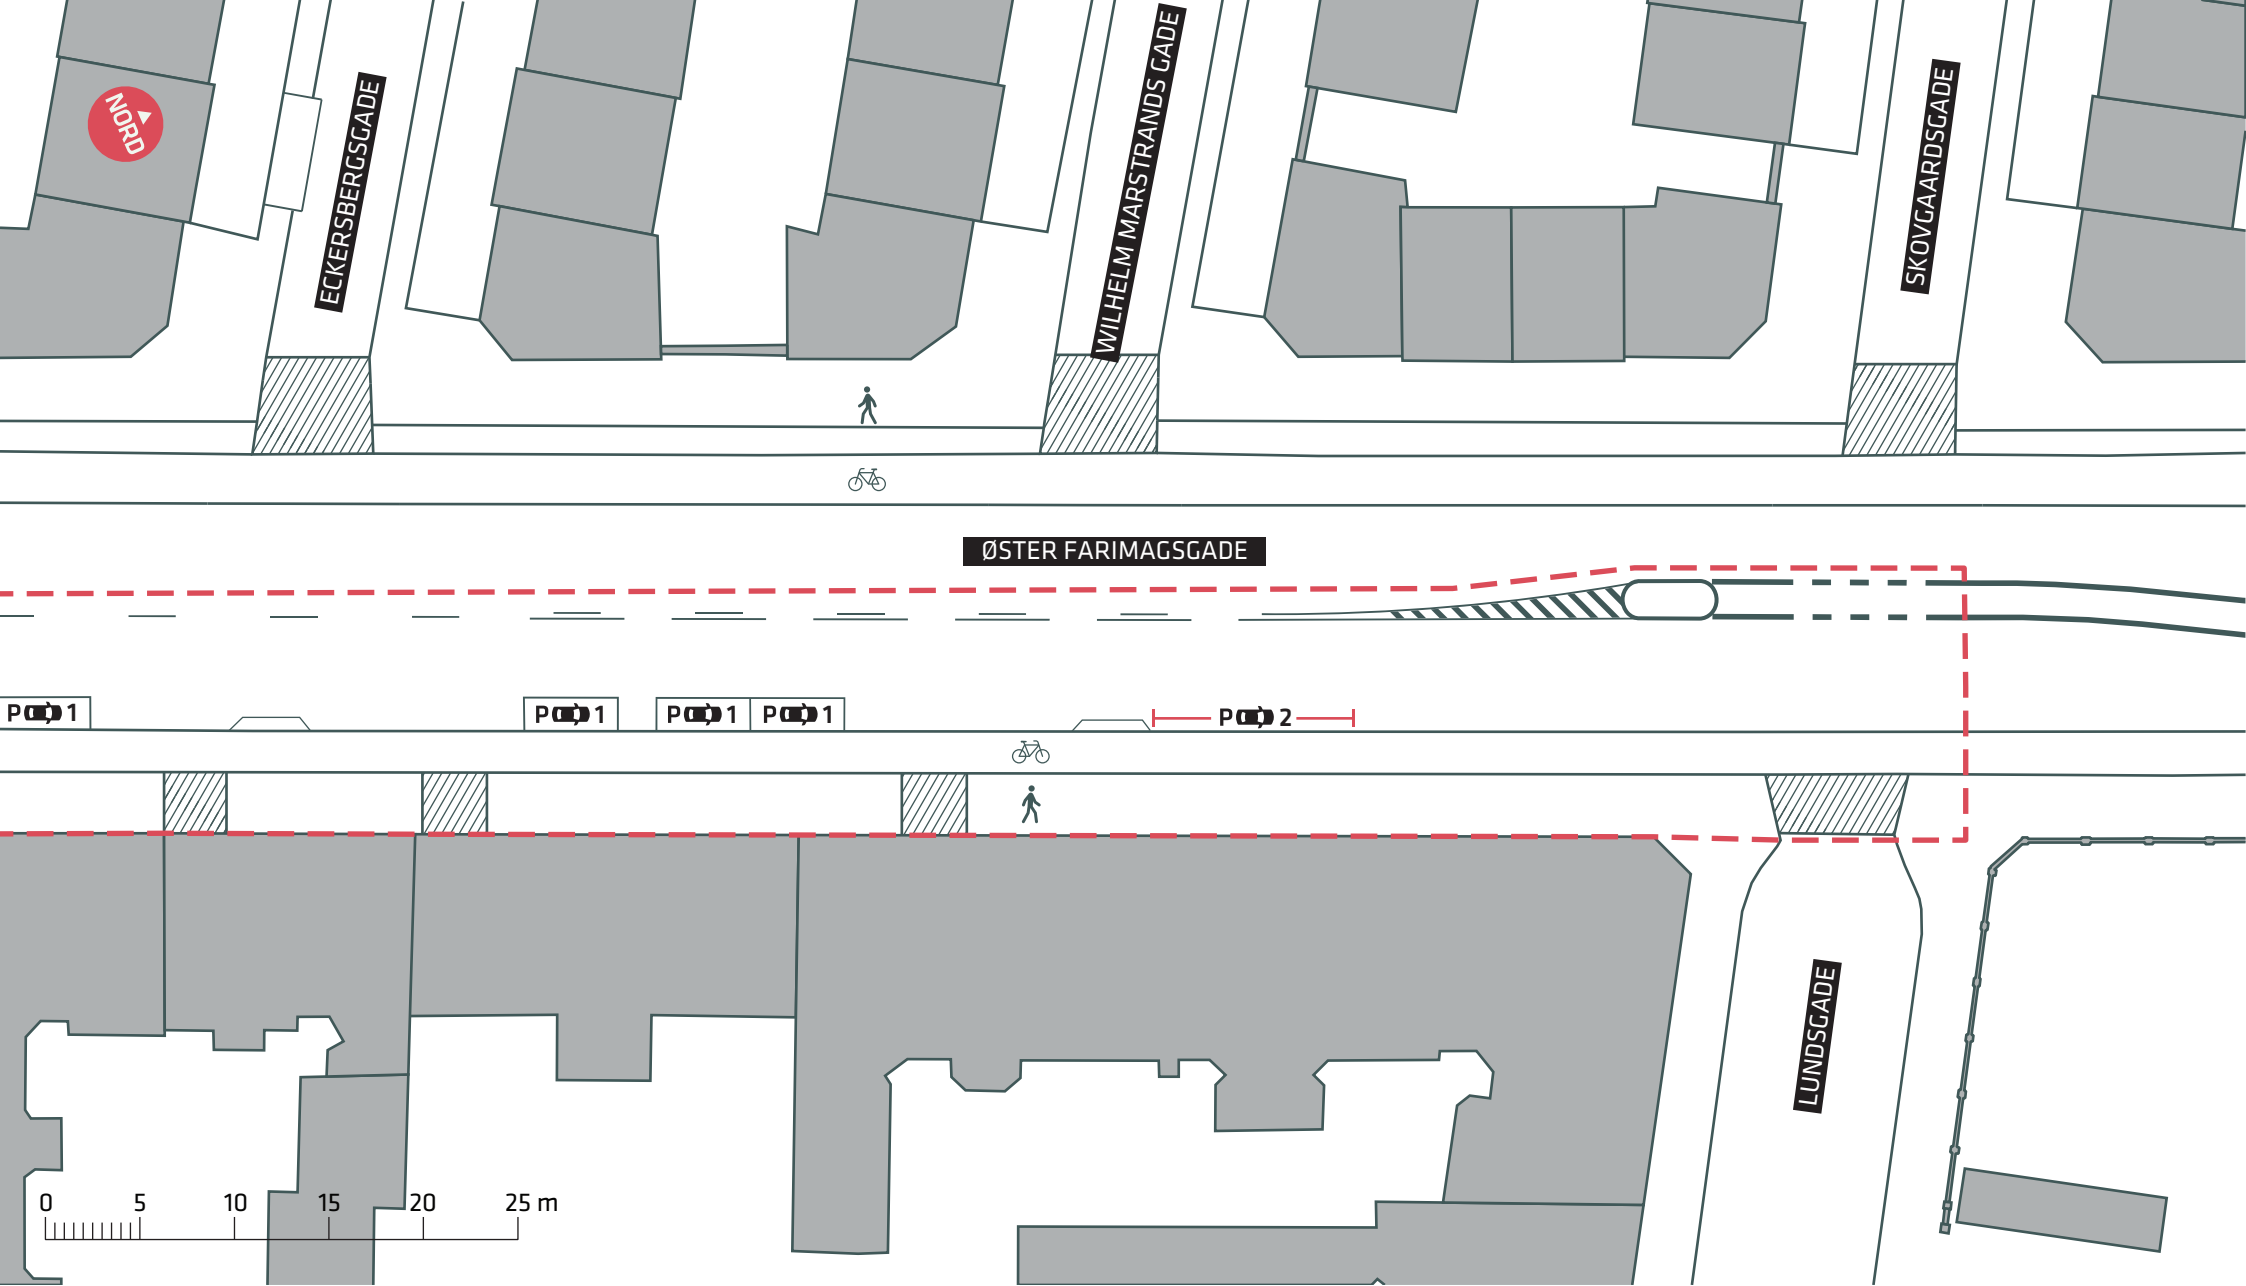 NORD
ECKERSBERGSGADE
WILHELM MARSTRANDS GADE
SKOVGAARDSGADE
ØSTER FARIMAGSGADE
P 1
P 1
P 1
P 1
P 2
LUNDSGADE
0 5 10 15 20 25 m